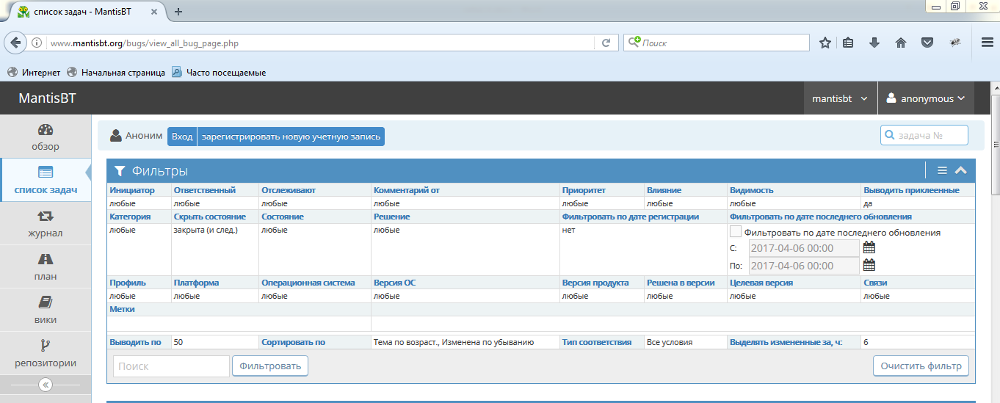 список задач - MantisBT
www.mantisbt.org/bugs/view_all_bug_page.php
Поиск
Интернет Начальная страница Часто посещаемые
MantisBT mantisbt anonymous
обзор
список задач
журнал
план
вики
репозитории
Аноним Вход зарегистрировать новую учетную запись задача №
Фильтры
Инициатор Ответственный Отслеживают Комментарий от Приоритет Влияние Видимость Выводить приклеенные
любые любые любые любые любые любые любые да
Категория Скрыть состояние Состояние Решение Фильтровать по дате регистрации Фильтровать по дате последнего обновления
любые закрыта (и след.) любые любые нет Фильтровать по дате последнего обновления
С: 2017-04-06 00:00
По: 2017-04-06 00:00
Профиль Платформа Операционная система Версия ОС Версия продукта Решена в версии Целевая версия Связи
любые любые любые любые любые любые любые любые
Метки
Выводить по 50 Сортировать по Тема по возраст., Изменена по убыванию Тип соответствия Все условия Выделять измененные за, ч: 6
Поиск Фильтровать Очистить фильтр